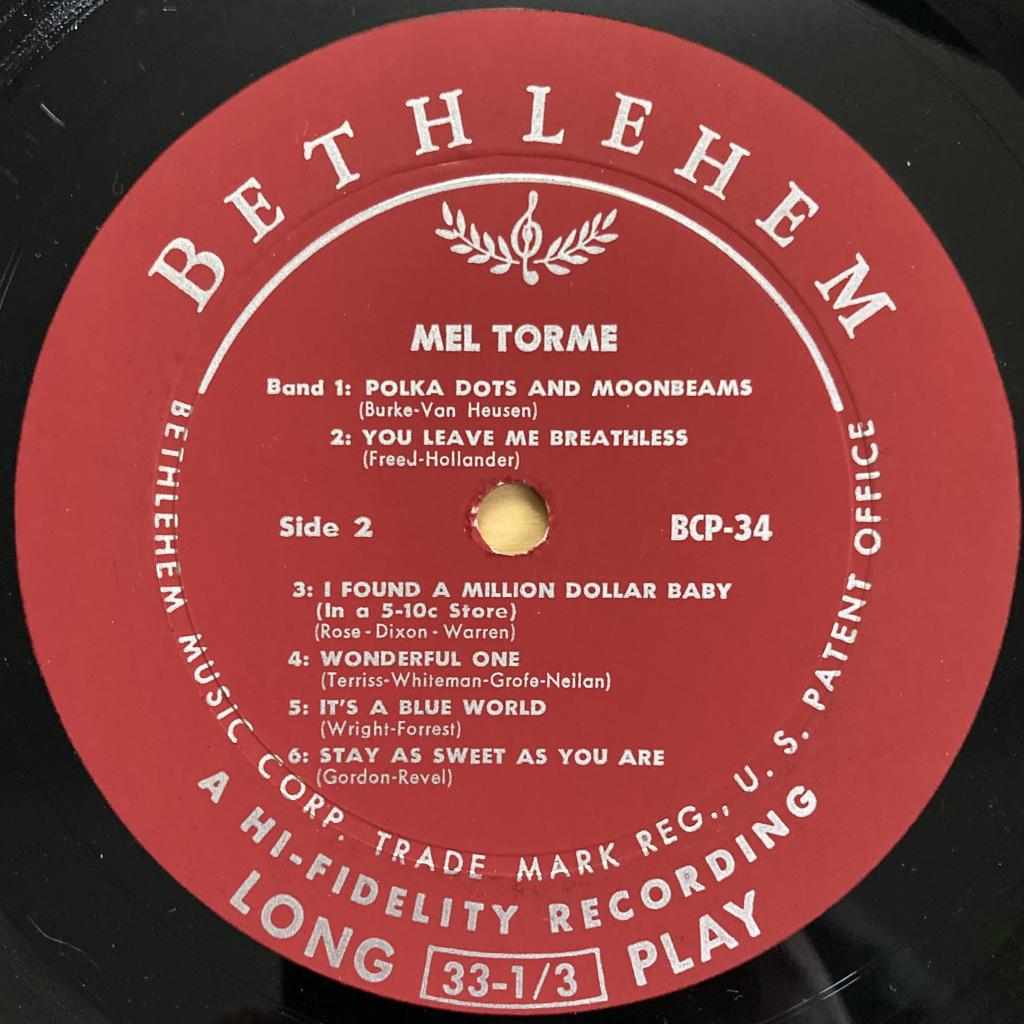 BETHLEHEM
MEL TORME
Band 1: POLKA DOTS AND MOONBEAMS
(Burke-Van Heusen)
2: YOU LEAVE ME BREATHLESS
(FreeJ-Hollander)
Side 2
BCP-34
3: I FOUND A MILLION DOLLAR BABY
(In a 5-10c Store)
(Rose-Dixon-Warren)
4: WONDERFUL ONE
(Terriss-Whiteman-Grofe-Neilan)
5: IT'S A BLUE WORLD
(Wright-Forrest)
6: STAY AS SWEET AS YOU ARE
(Gordon-Revel)
BETHLEHEM MUSIC CORP. TRADE MARK REG., U. S. PATENT OFFICE
A HI-FIDELITY RECORDING
LONG 33-1/3 PLAY